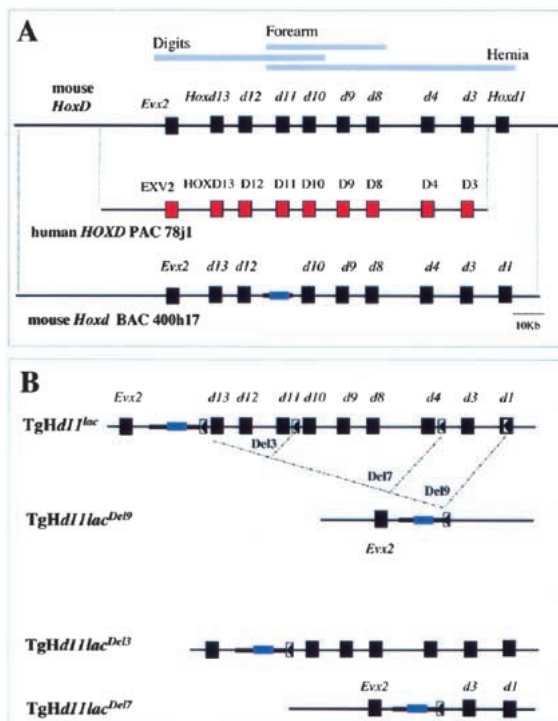 A
Forearm
Digits
Hernia
mouse
HoxD
Evx2 Hoxd13 d12 d11 d10 d9 d8 d4 d3 Hoxd1
EXV2 HOXD13 D12 D11 D10 D9 D8 D4 D3
human HOXD PAC 78j1
Evx2 d13 d12 d10 d9 d8 d4 d3 d1
mouse Hoxd BAC 400h17
10Kb
B
Evx2 d13 d12 d11 d10 d9 d8 d4 d3 d1
TgHd11lac
Del3
Del7
Del9
TgHd11lacDel9
Evx2
TgHd11lacDel3
Evx2 d3 d1
TgHd11lacDel7